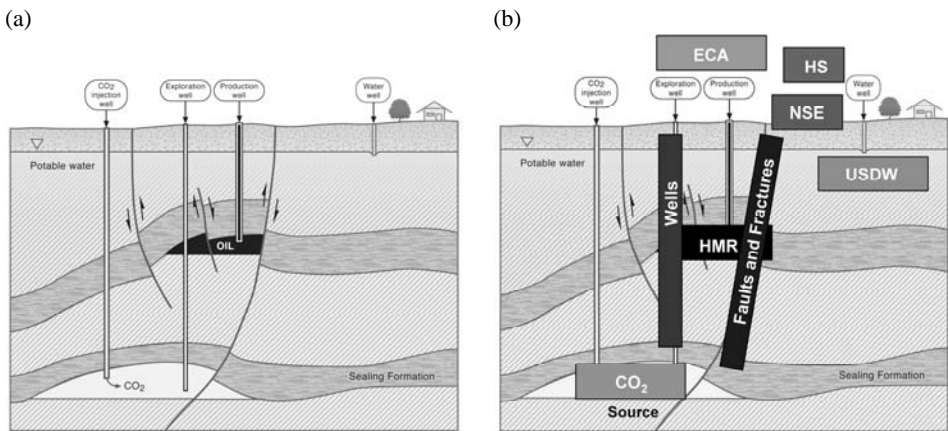 (a)
(b)
CO2
injection
well
Exploration
well
Production
well
Water
well
Potable water
OIL
CO2
Sealing Formation
ECA
HS
NSE
USDW
CO2
injection
well
Exploration
well
Production
well
Water
well
Potable water
Wells
HMR
Faults and Fractures
CO2
Source
Sealing Formation